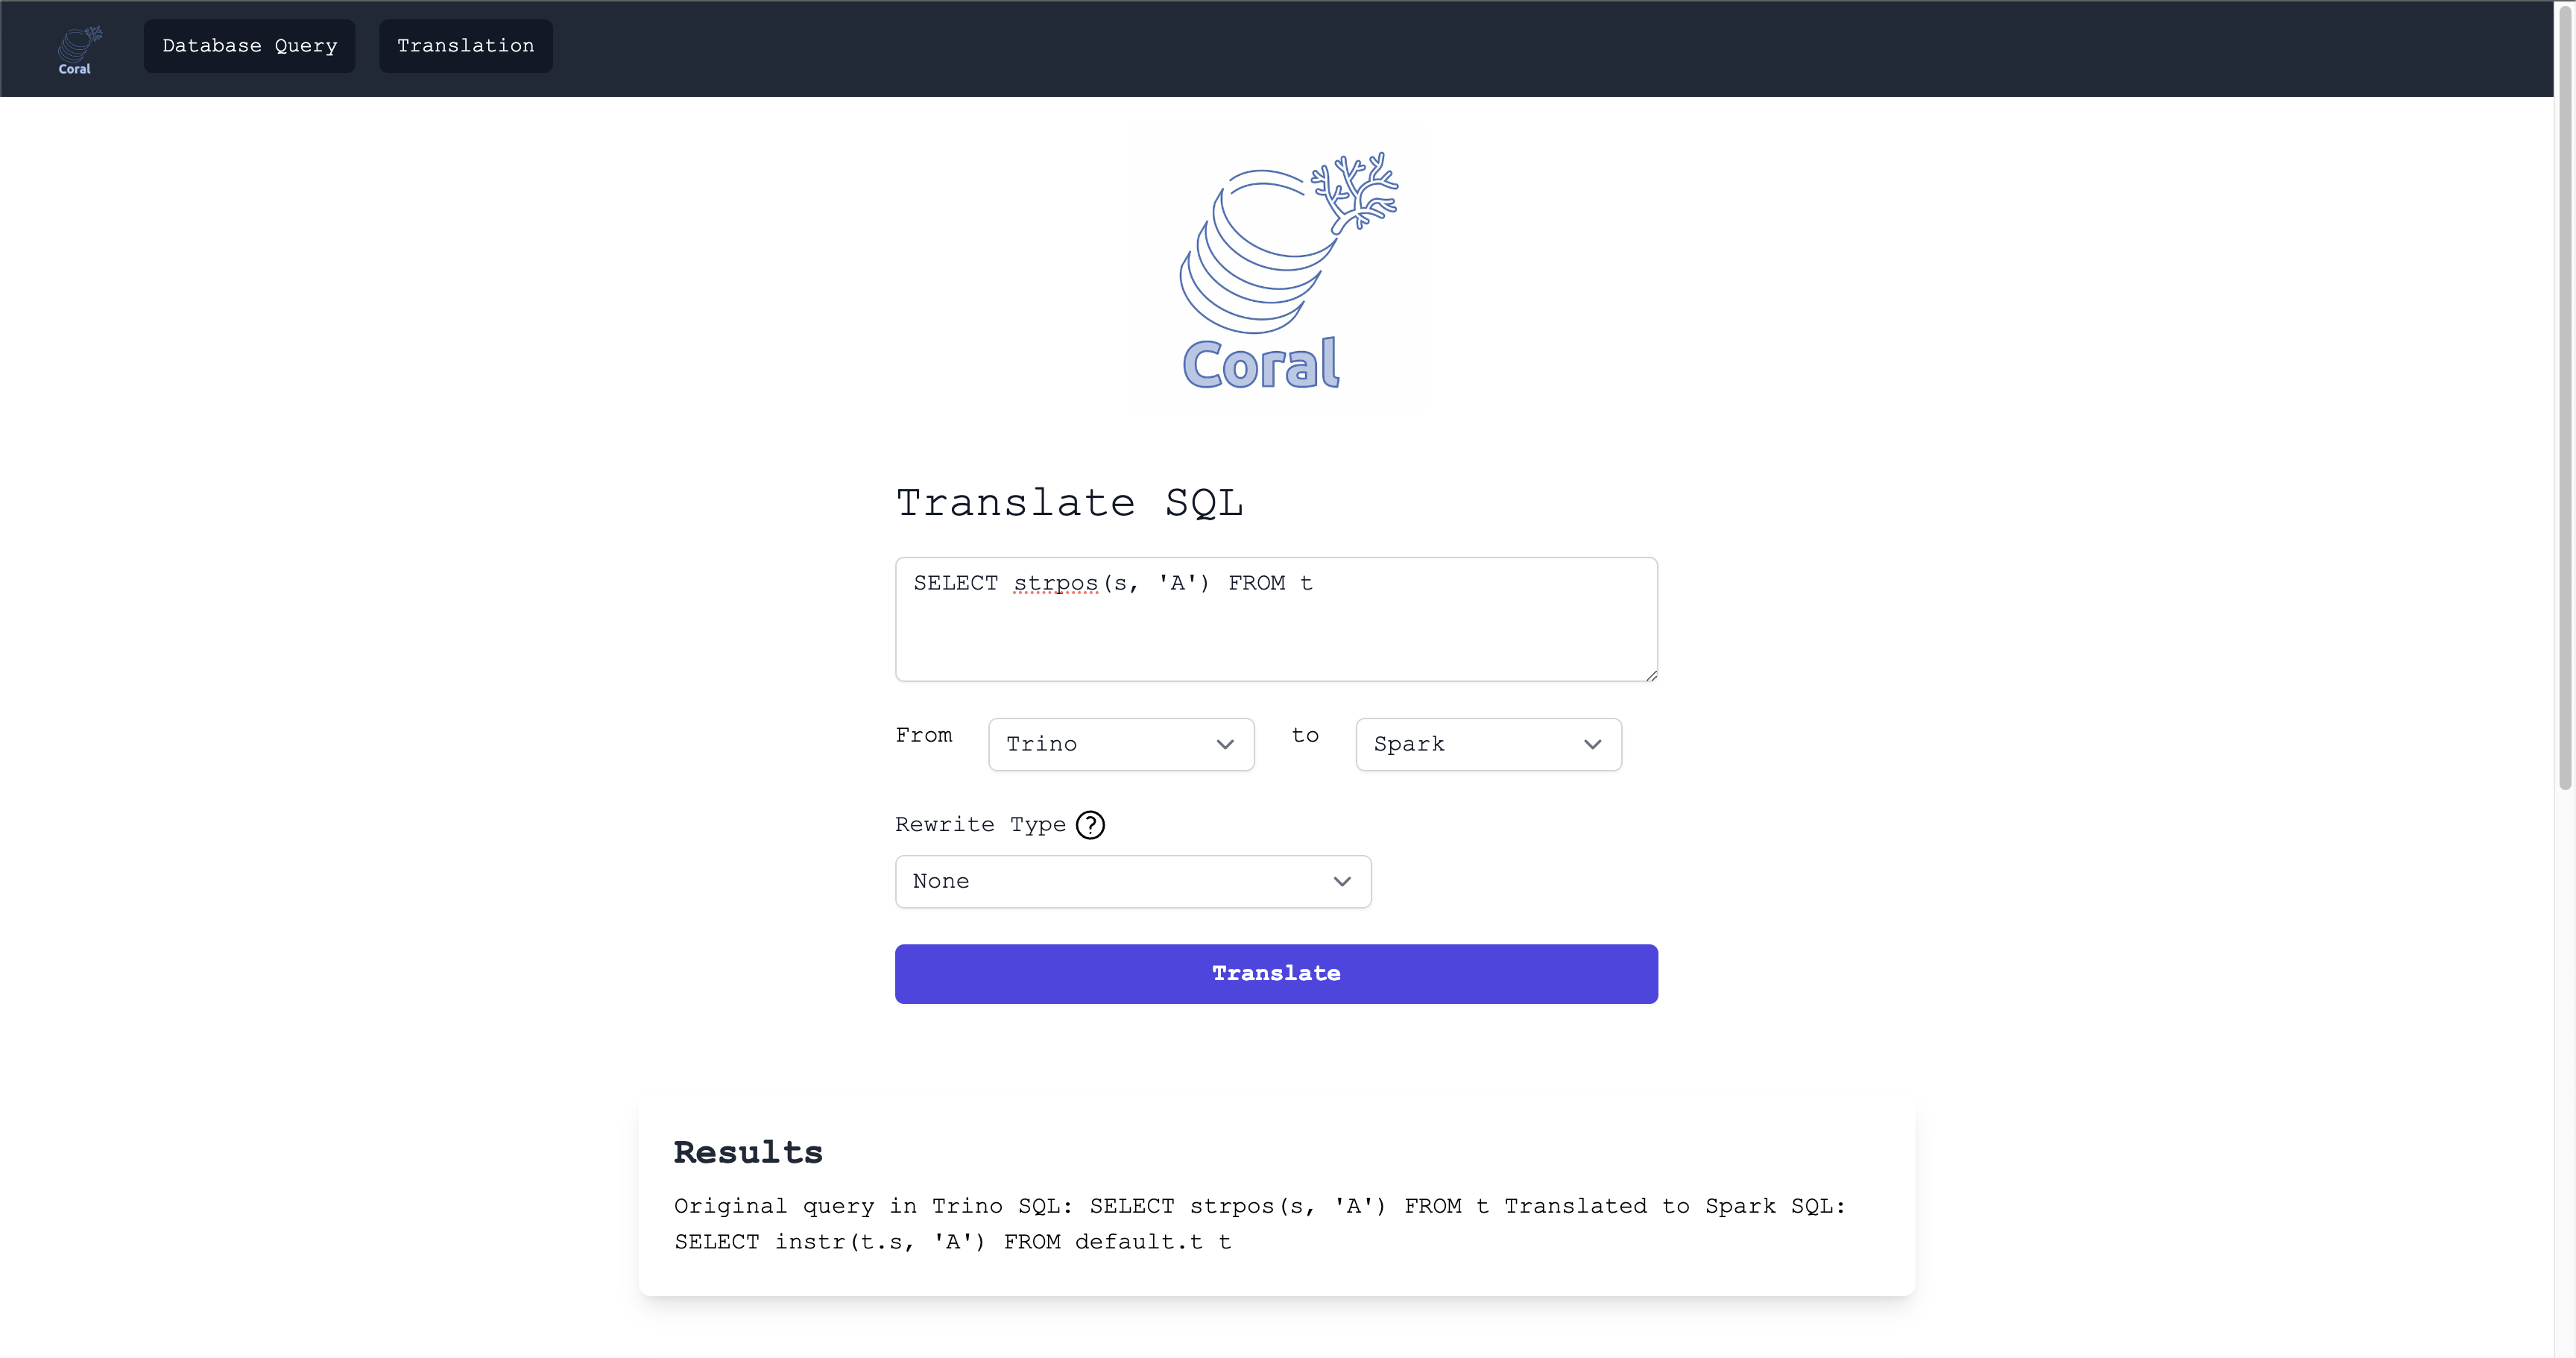 Coral
Database Query
Translation
Coral
Translate SQL
SELECT strpos(s, 'A') FROM t
From
Trino
to
Spark
Rewrite Type ?
None
Translate
Results
Original query in Trino SQL: SELECT strpos(s, 'A') FROM t Translated to Spark SQL:
SELECT instr(t.s, 'A') FROM default.t t